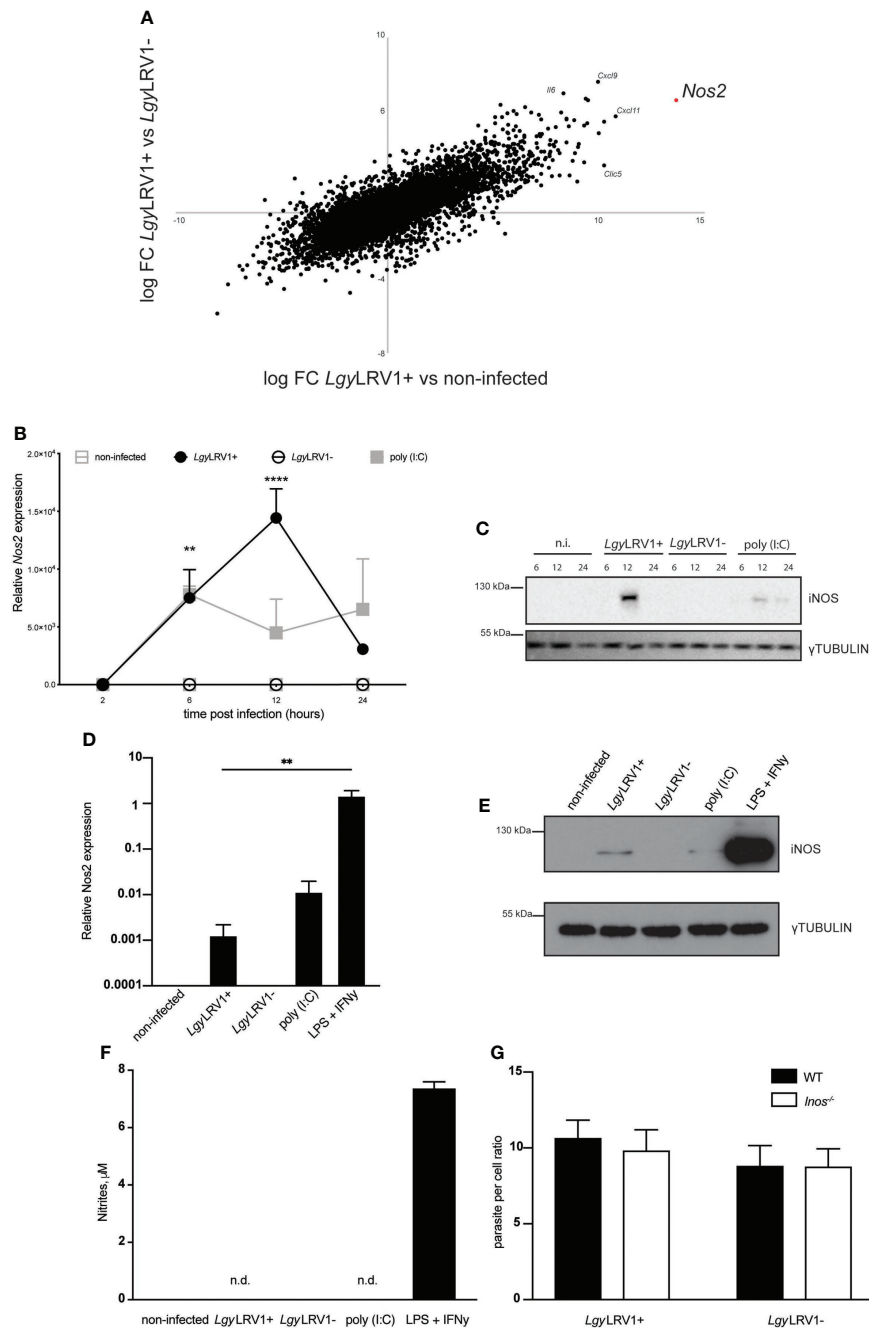 A
log FC LgyLRV1+ vs LgyLRV1-
10
6
-4
-8
-10
10
15
Il6
Cxcl9
Nos2
Cxcl11
Clic5
log FC LgyLRV1+ vs non-infected
B
non-infected
LgyLRV1+
LgyLRV1-
poly (I:C)
Relative Nos2 expression
2.0×10⁴
1.5×10⁴
1.0×10⁴
5.0×10³
0.0
**
****
2
6
12
24
time post infection (hours)
C
n.i. LgyLRV1+ LgyLRV1- poly (I:C)
6 12 24 6 12 24 6 12 24 6 12 24
130 kDa
iNOS
55 kDa
γTUBULIN
D
Relative Nos2 expression
10
1
0.1
0.01
0.001
0.0001
**
non-infected
LgyLRV1+
LgyLRV1-
poly (I:C)
LPS + IFNγ
E
non-infected
LgyLRV1+
LgyLRV1-
poly (I:C)
LPS + IFNγ
130 kDa
iNOS
55 kDa
γTUBULIN
F
Nitrites, µM
8
6
4
2
0
n.d.
n.d.
non-infected LgyLRV1+ LgyLRV1- poly (I:C) LPS + IFNγ
G
WT
Inos-/-
parasite per cell ratio
15
10
5
0
LgyLRV1+
LgyLRV1-